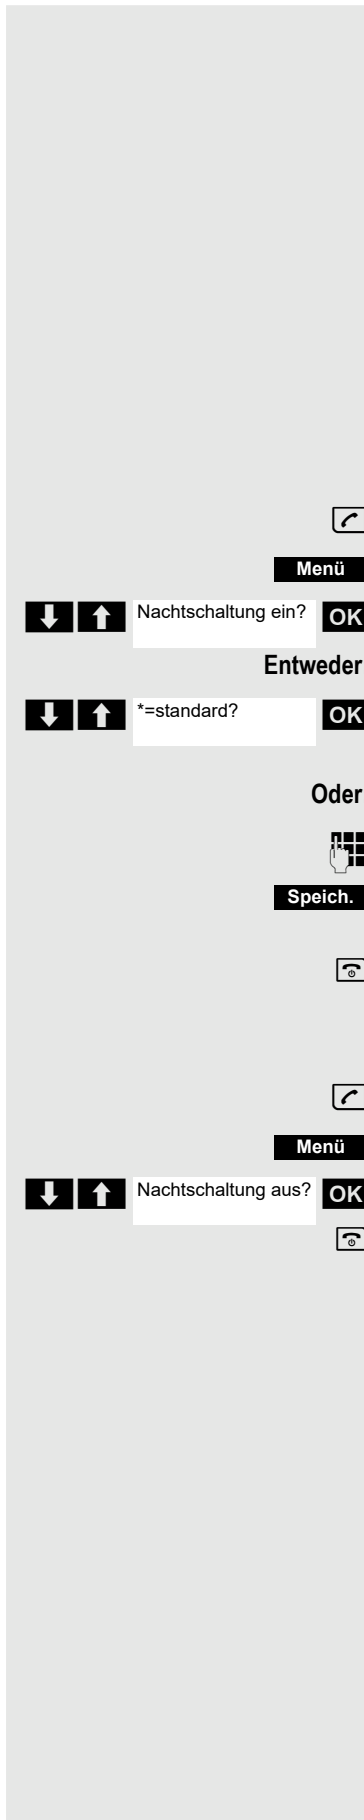 Menü
Nachtschaltung ein? OK
Entweder
*=standard? OK
Oder
Speich.
Menü
Nachtschaltung aus? OK